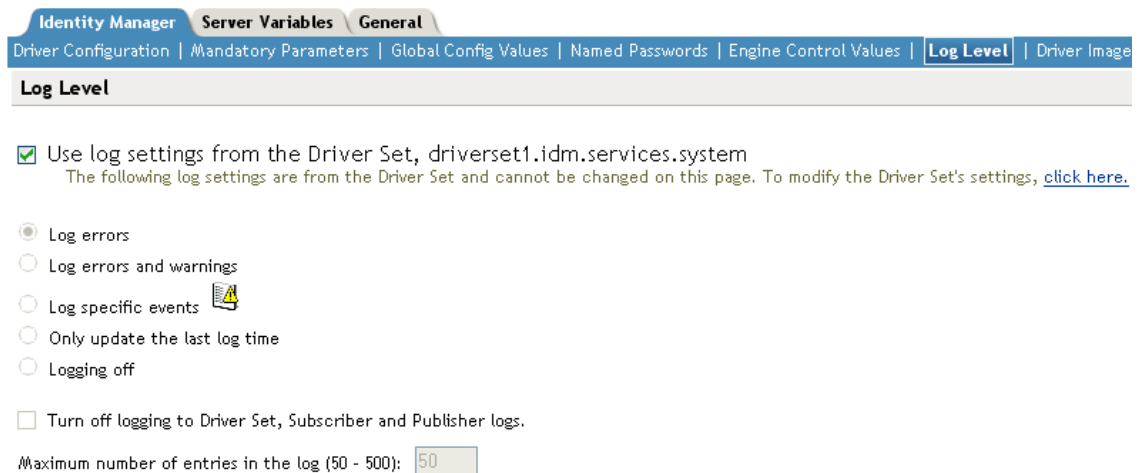 Identity Manager Server Variables General
Driver Configuration | Mandatory Parameters | Global Config Values | Named Passwords | Engine Control Values | Log Level | Driver Image
Log Level
Use log settings from the Driver Set, driverset1.idm.services.system
The following log settings are from the Driver Set and cannot be changed on this page. To modify the Driver Set's settings, click here.
Log errors
Log errors and warnings
Log specific events
Only update the last log time
Logging off
Turn off logging to Driver Set, Subscriber and Publisher logs.
Maximum number of entries in the log (50 - 500): 50